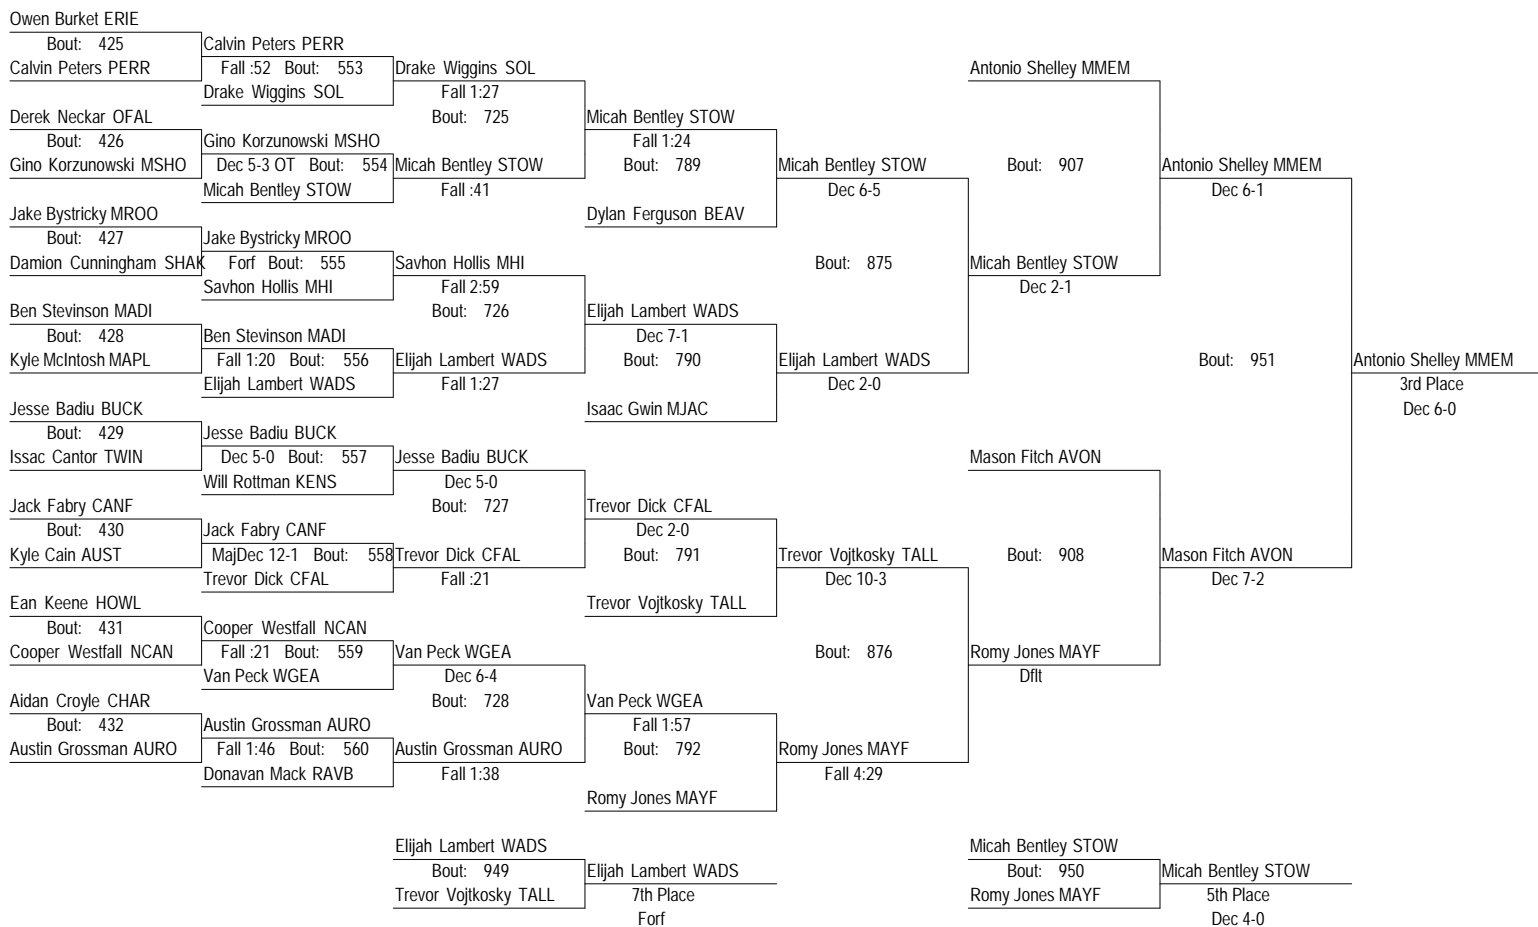 Owen Burket ERIE
Bout: 425 Calvin Peters PERR
Calvin Peters PERR Fall :52 Bout: 553 Drake Wiggins SOL Antonio Shelley MMEM
Drake Wiggins SOL Fall 1:27
Derek Neckar OFAL Bout: 725 Micah Bentley STOW
Bout: 426 Gino Korzunowski MSHO Fall 1:24
Gino Korzunowski MSHO Dec 5-3 OT Bout: 554 Micah Bentley STOW Bout: 789 Micah Bentley STOW Bout: 907 Antonio Shelley MMEM
Micah Bentley STOW Fall :41 Dec 6-5 Dec 6-1
Jake Bystricky MROO Dylan Ferguson BEAV
Bout: 427 Jake Bystricky MROO
Damion Cunningham SHAK Forf Bout: 555 Savhon Hollis MHI Bout: 875 Micah Bentley STOW
Savhon Hollis MHI Fall 2:59 Dec 2-1
Ben Stevinson MADI Bout: 726 Elijah Lambert WADS
Bout: 428 Ben Stevinson MADI Dec 7-1
Kyle McIntosh MAPL Fall 1:20 Bout: 556 Elijah Lambert WADS Bout: 790 Elijah Lambert WADS Bout: 951 Antonio Shelley MMEM
Elijah Lambert WADS Fall 1:27 Dec 2-0 3rd Place
Jesse Badiu BUCK Isaac Gwin MJAC Dec 6-0
Bout: 429 Jesse Badiu BUCK
Issac Cantor TWIN Dec 5-0 Bout: 557 Jesse Badiu BUCK Mason Fitch AVON
Will Rottman KENS Dec 5-0
Jack Fabry CANF Bout: 727 Trevor Dick CFAL
Bout: 430 Jack Fabry CANF Dec 2-0
Kyle Cain AUST MajDec 12-1 Bout: 558 Trevor Dick CFAL Bout: 791 Trevor Vojtkosky TALL Bout: 908 Mason Fitch AVON
Trevor Dick CFAL Fall :21 Dec 10-3 Dec 7-2
Ean Keene HOWL Trevor Vojtkosky TALL
Bout: 431 Cooper Westfall NCAN
Cooper Westfall NCAN Fall :21 Bout: 559 Van Peck WGEA Bout: 876 Romy Jones MAYF
Van Peck WGEA Dec 6-4 Dflt
Aidan Croyle CHAR Bout: 728 Van Peck WGEA
Bout: 432 Austin Grossman AURO Fall 1:57
Austin Grossman AURO Fall 1:46 Bout: 560 Austin Grossman AURO Bout: 792 Romy Jones MAYF
Donavan Mack RAVB Fall 1:38 Fall 4:29
Romy Jones MAYF
Elijah Lambert WADS Micah Bentley STOW
Bout: 949 Elijah Lambert WADS Bout: 950 Micah Bentley STOW
Trevor Vojtkosky TALL 7th Place Romy Jones MAYF 5th Place
Forf Dec 4-0